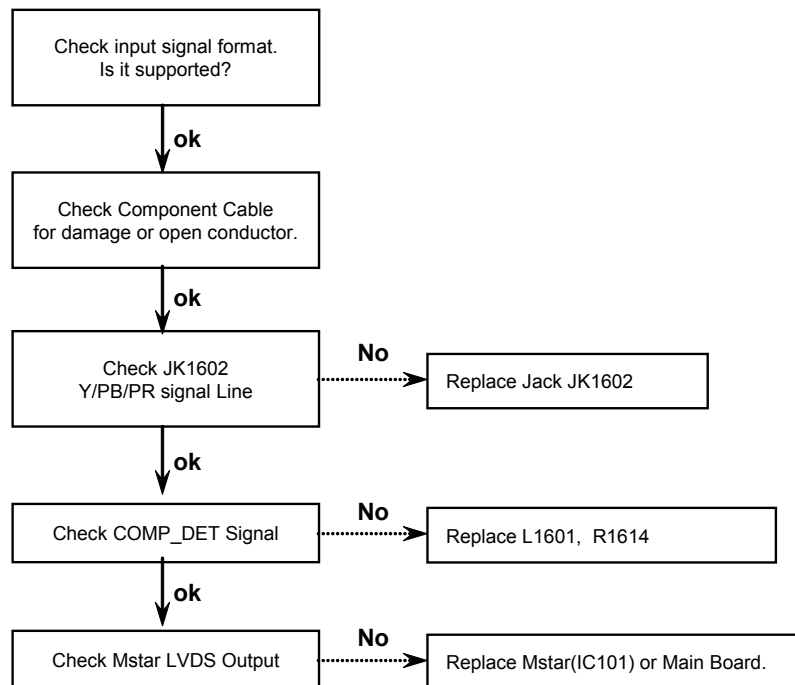 Check input signal format.
Is it supported?
ok
Check Component Cable
for damage or open conductor.
ok
Check JK1602
Y/PB/PR signal Line
No
Replace Jack JK1602
ok
Check COMP_DET Signal
No
Replace L1601, R1614
ok
Check Mstar LVDS Output
No
Replace Mstar(IC101) or Main Board.